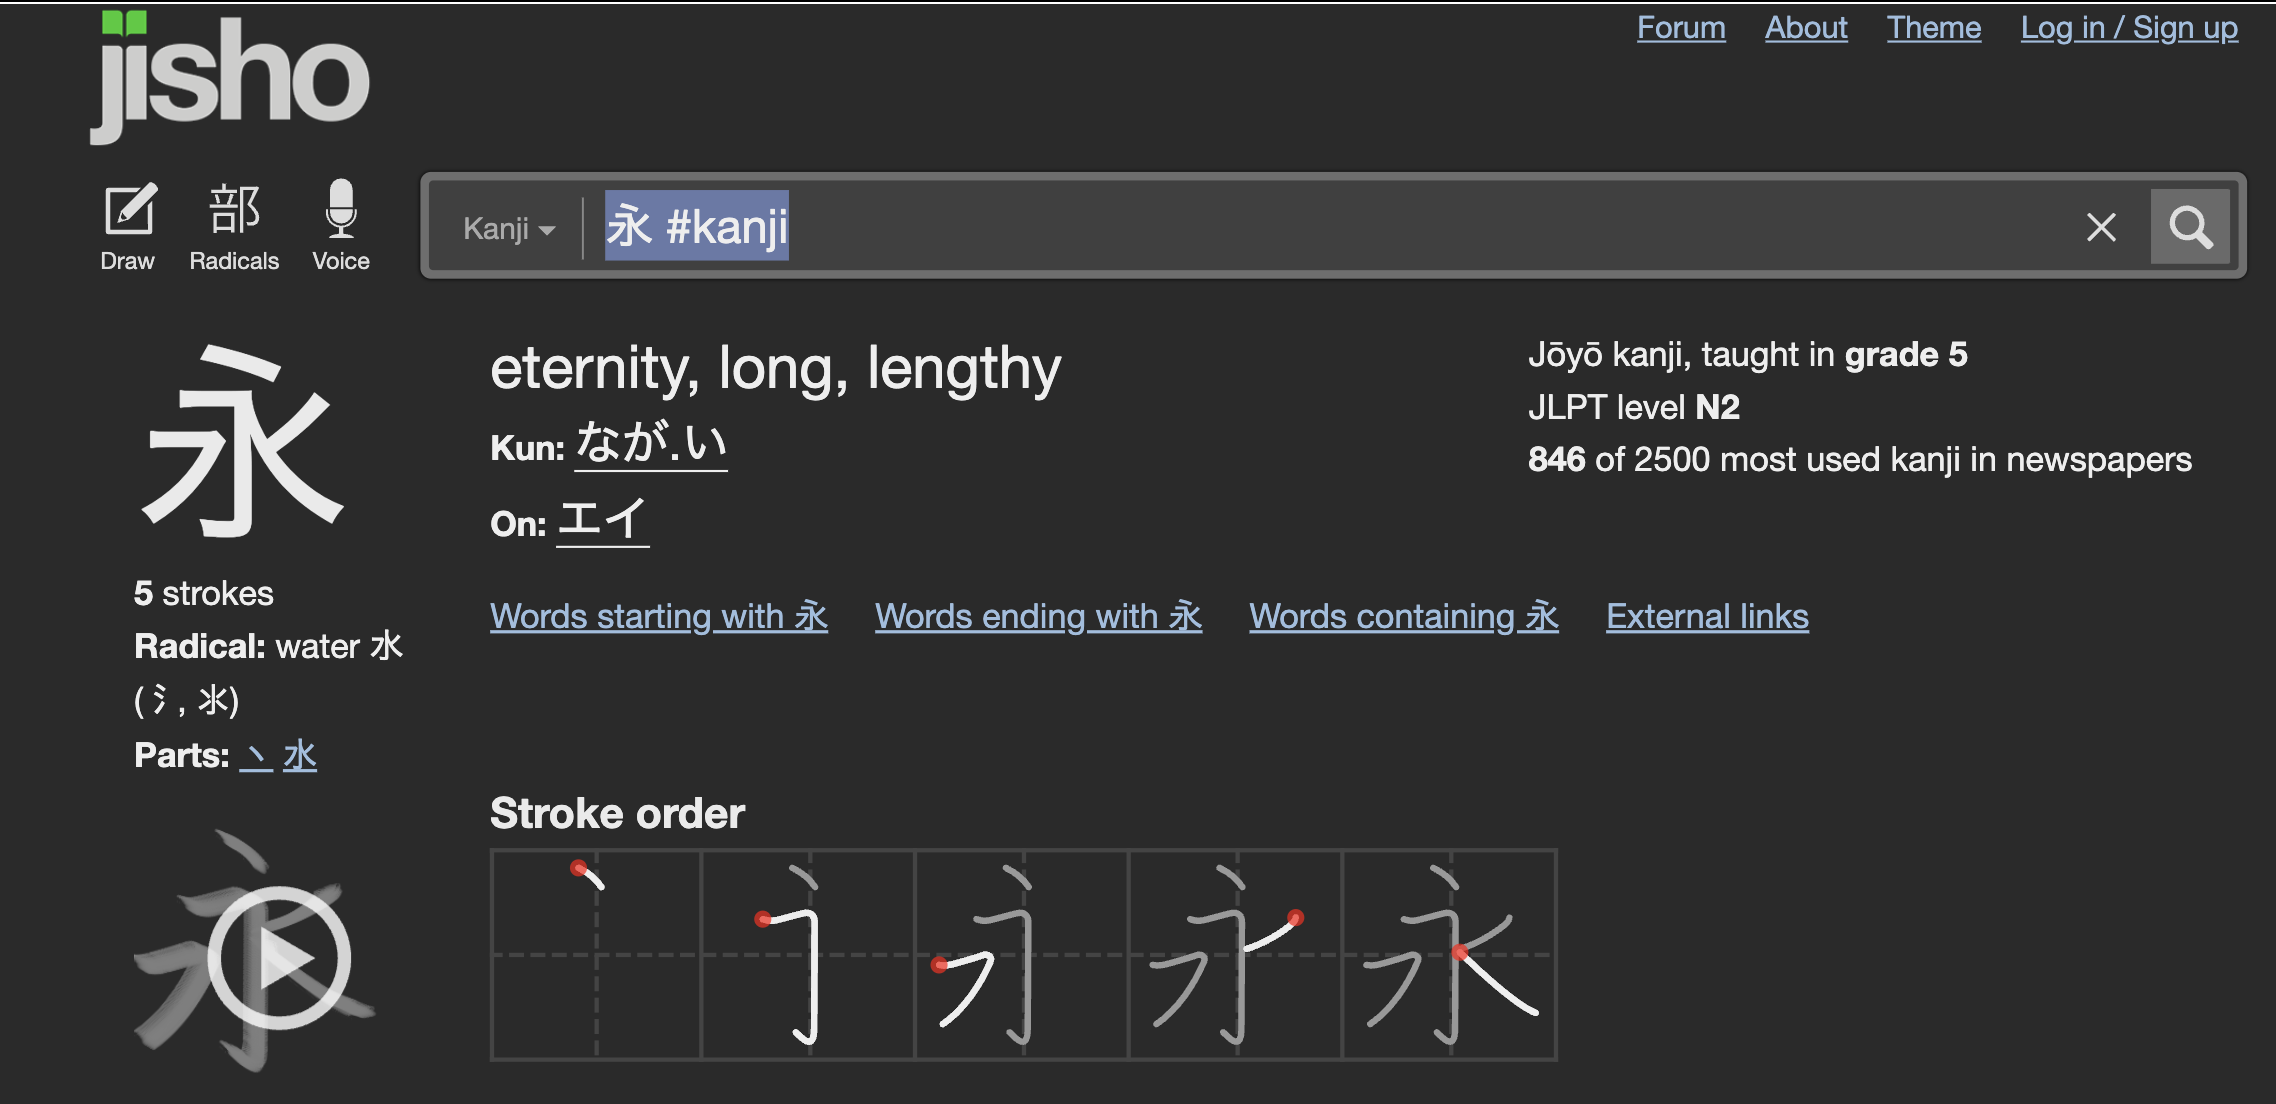 jisho
Forum About Theme Log in / Sign up
部
Draw Radicals Voice
Kanji 永 #kanji
永
5 strokes
Radical: water 水
(氵, 氺)
Parts: 丶 水
eternity, long, lengthy
Kun: なが.い
On: エイ
Jōyō kanji, taught in grade 5
JLPT level N2
846 of 2500 most used kanji in newspapers
Words starting with 永 Words ending with 永 Words containing 永 External links
永
Stroke order
永